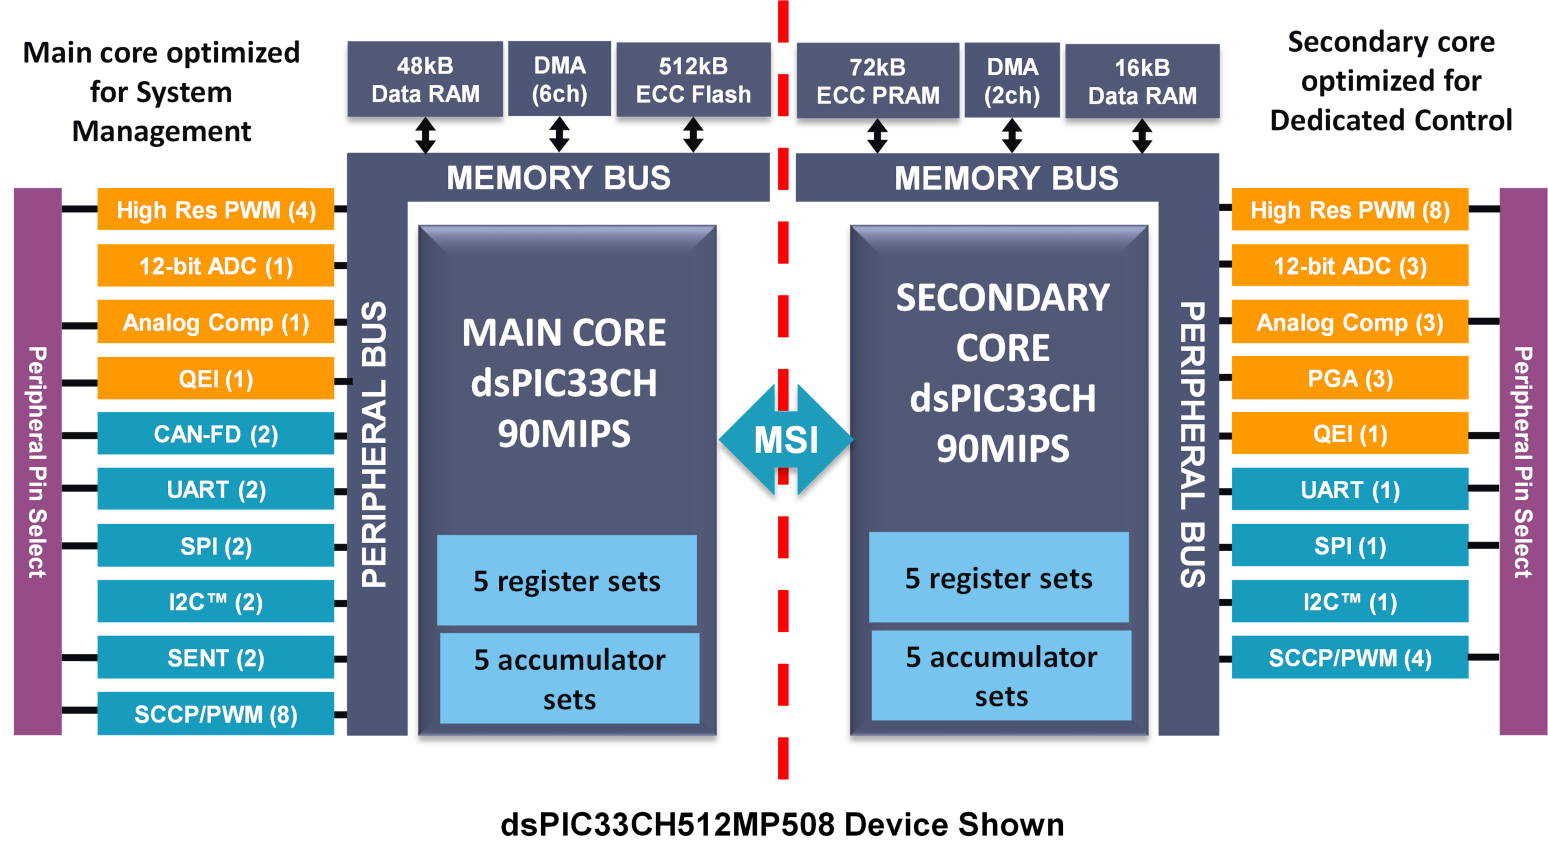 Main core optimized
for System
Management
48kB
Data RAM
DMA
(6ch)
512kB
ECC Flash
72kB
ECC PRAM
DMA
(2ch)
16kB
Data RAM
Secondary core
optimized for
Dedicated Control
MEMORY BUS
MEMORY BUS
Peripheral Pin Select
High Res PWM (4)
12-bit ADC (1)
Analog Comp (1)
QEI (1)
CAN-FD (2)
UART (2)
SPI (2)
I2C™ (2)
SENT (2)
SCCP/PWM (8)
PERIPHERAL BUS
MAIN CORE
dsPIC33CH
90MIPS
5 register sets
5 accumulator
sets
MSI
SECONDARY
CORE
dsPIC33CH
90MIPS
5 register sets
5 accumulator
sets
PERIPHERAL BUS
High Res PWM (8)
12-bit ADC (3)
Analog Comp (3)
PGA (3)
QEI (1)
UART (1)
SPI (1)
I2C™ (1)
SCCP/PWM (4)
Peripheral Pin Select
dsPIC33CH512MP508 Device Shown